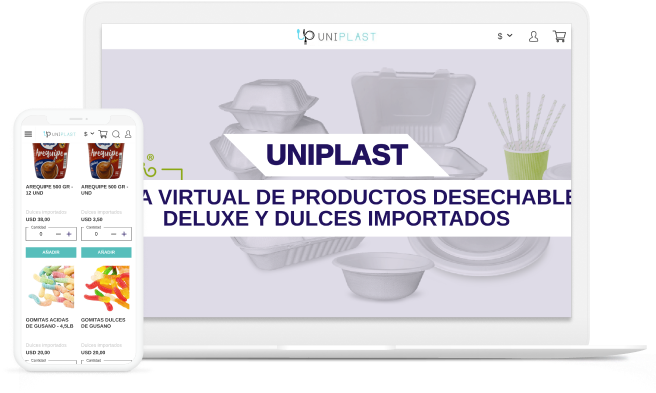 UNIPLAST
$
UNIPLAST
A VIRTUAL DE PRODUCTOS DESECHABLE
DELUXE Y DULCES IMPORTADOS
UNIPLAST $
Arequipe Arequipe
AREQUIPE 500 GR - 12 UND
Dulces importados
USD 38,00
Cantidad
0 − +
AÑADIR
AREQUIPE 500 GR - UND
Dulces importados
USD 3,50
Cantidad
0 − +
AÑADIR
GOMITAS ACIDAS DE GUSANO - 4,5LB
Dulces importados
USD 20,00
Cantidad
GOMITAS DULCES DE GUSANO
Dulces importados
USD 20,00
Cantidad